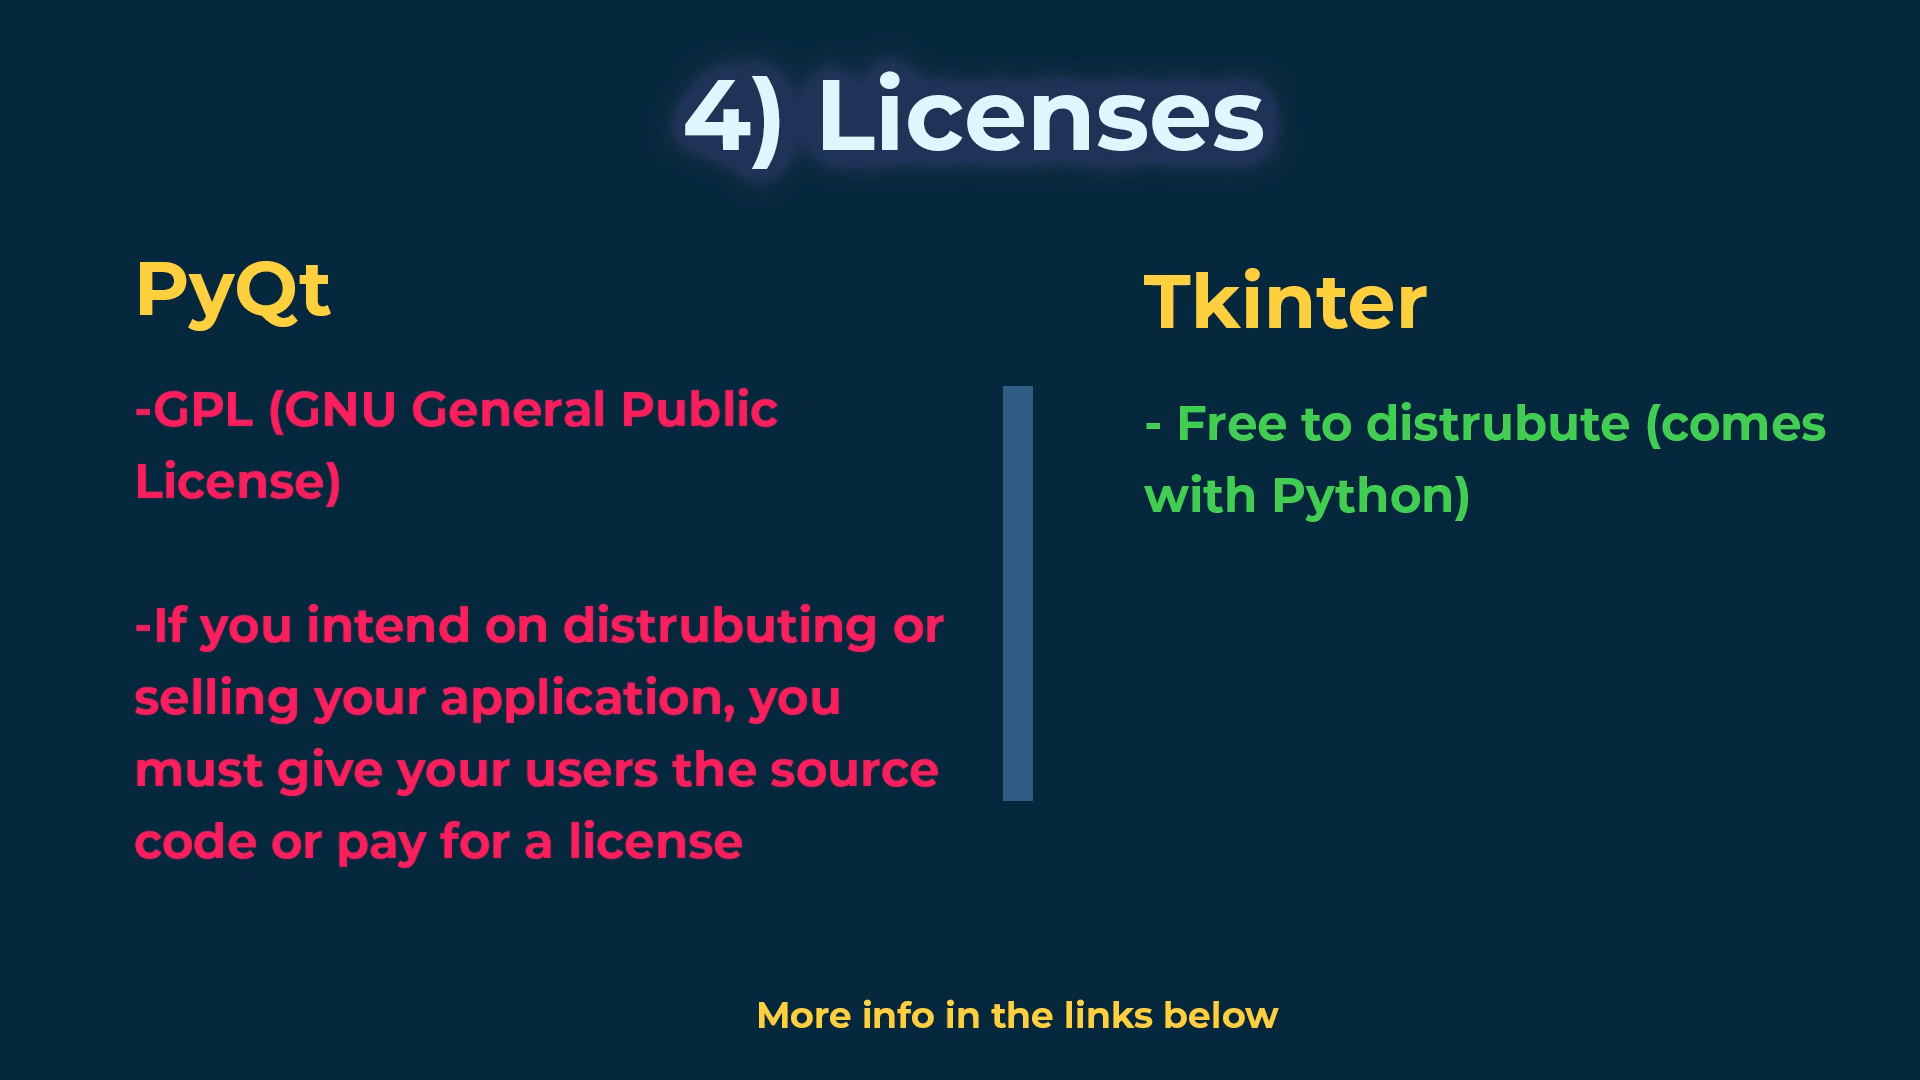 4) Licenses
PyQt
-GPL (GNU General Public
License)
-If you intend on distrubuting or
selling your application, you
must give your users the source
code or pay for a license
Tkinter
- Free to distrubute (comes
with Python)
More info in the links below